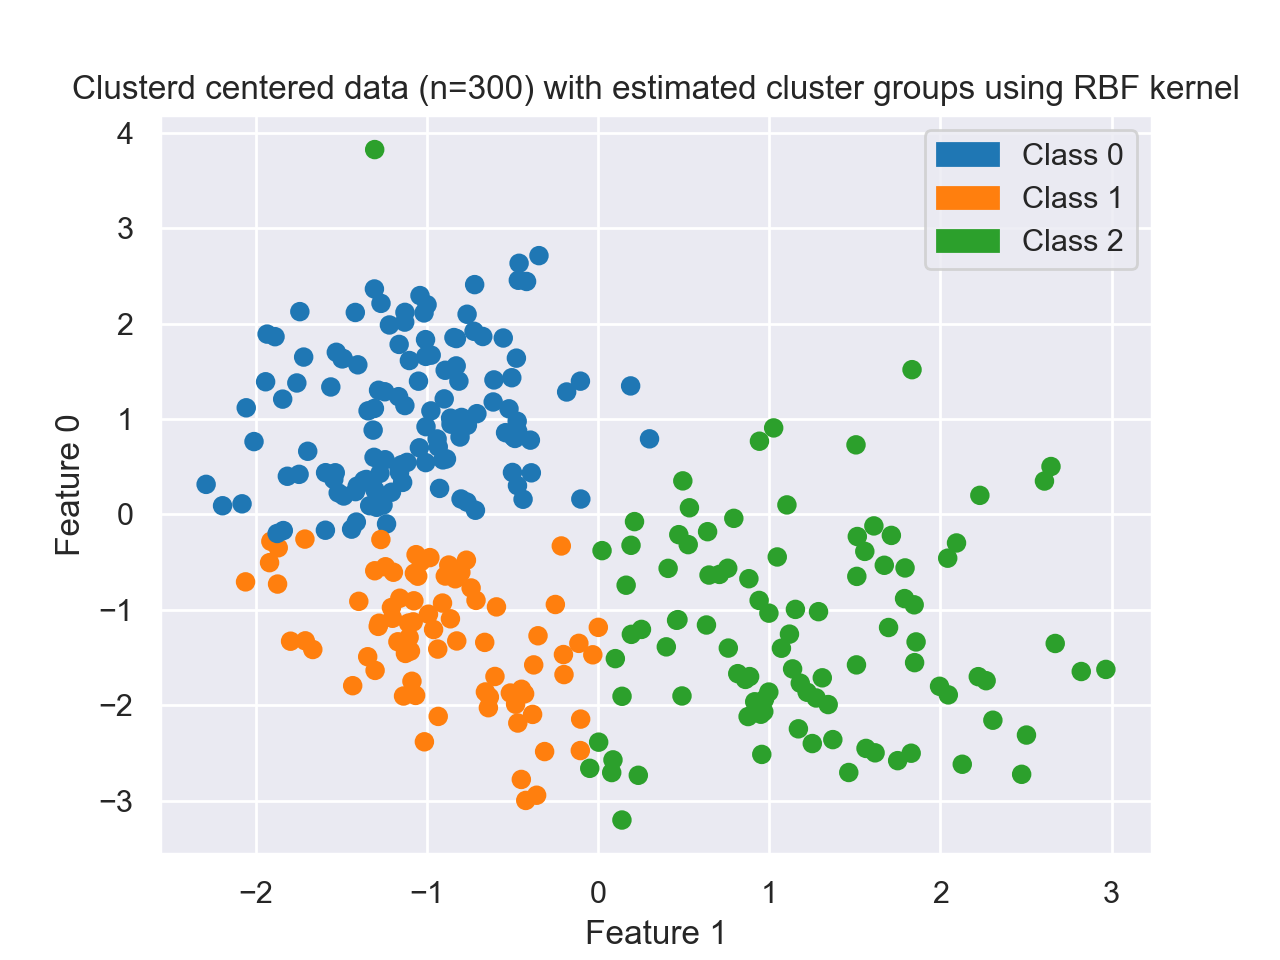 Clusterd centered data (n=300) with estimated cluster groups using RBF kernel
4
3
2
1
0
−1
−2
−3
Feature 0
Class 0
Class 1
Class 2
−2 −1 0 1 2 3
Feature 1